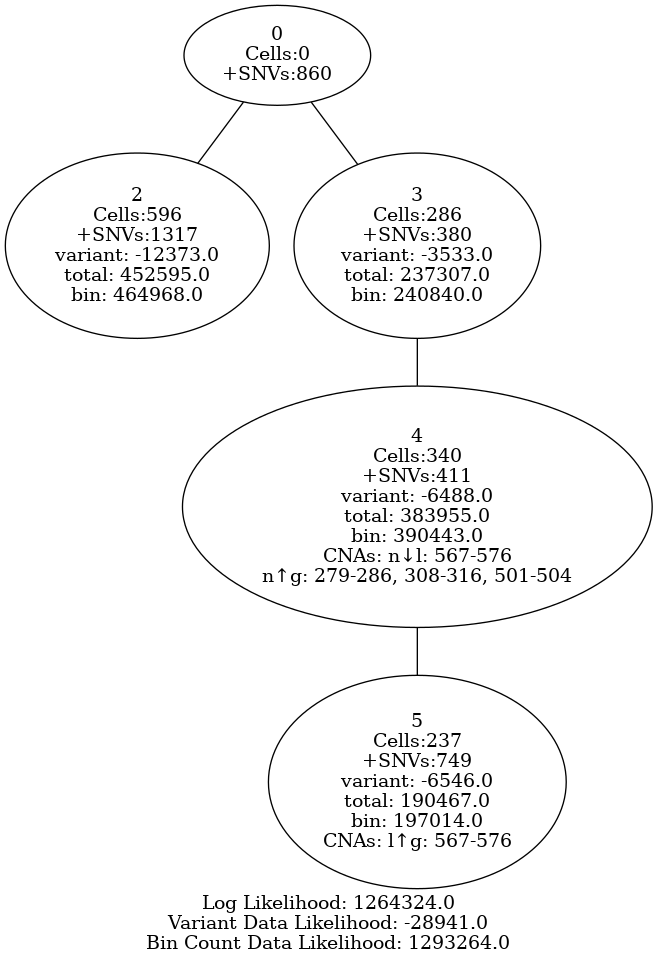 0
Cells:0
+SNVs:860
2
Cells:596
+SNVs:1317
variant: -12373.0
total: 452595.0
bin: 464968.0
3
Cells:286
+SNVs:380
variant: -3533.0
total: 237307.0
bin: 240840.0
4
Cells:340
+SNVs:411
variant: -6488.0
total: 383955.0
bin: 390443.0
CNAs: n↓l: 567-576
n↑g: 279-286, 308-316, 501-504
5
Cells:237
+SNVs:749
variant: -6546.0
total: 190467.0
bin: 197014.0
CNAs: l↑g: 567-576
Log Likelihood: 1264324.0
Variant Data Likelihood: -28941.0
Bin Count Data Likelihood: 1293264.0